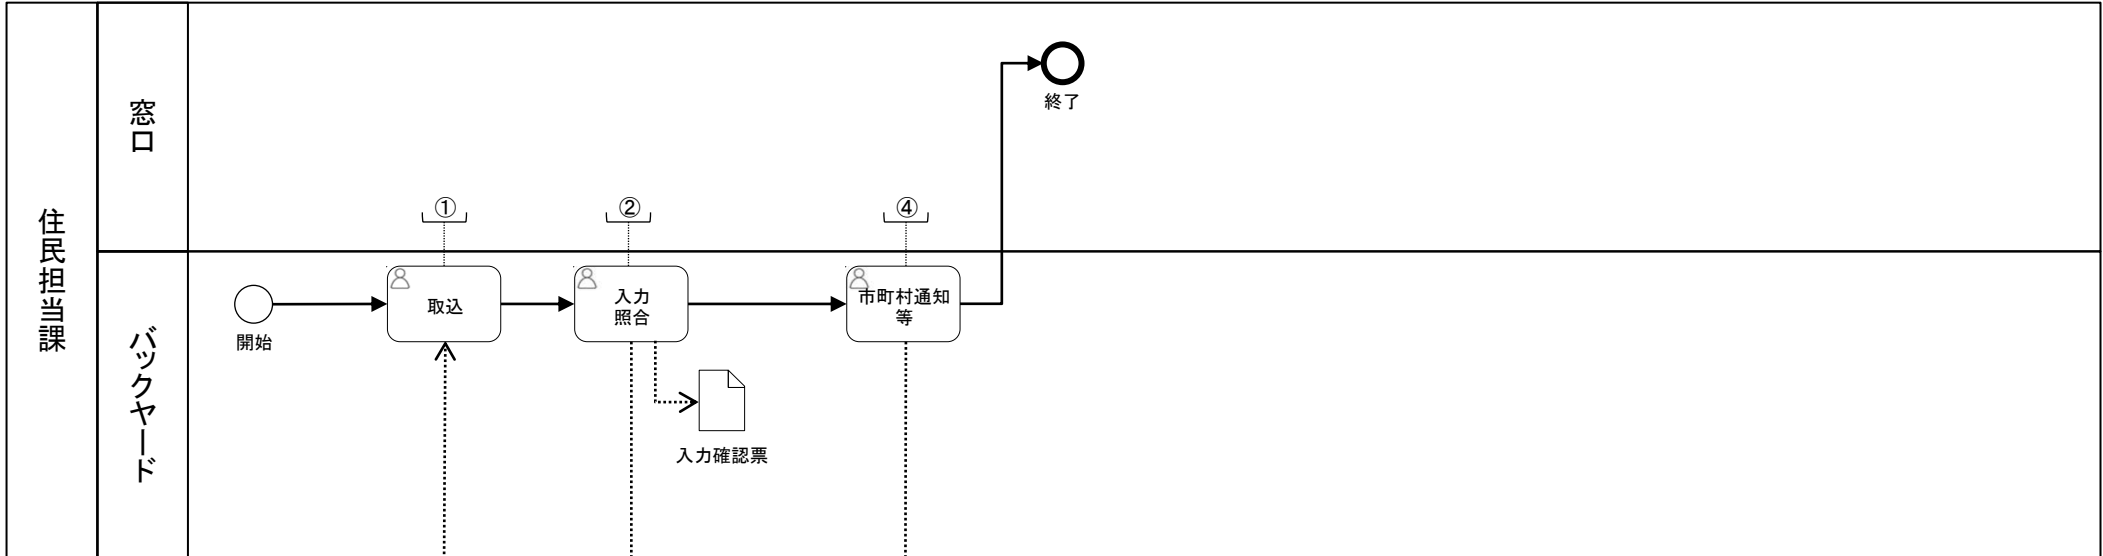 住民担当課
窓口
終了
①
②
④
バックヤード
開始
取込
入力
照合
市町村通知
等
入力確認票